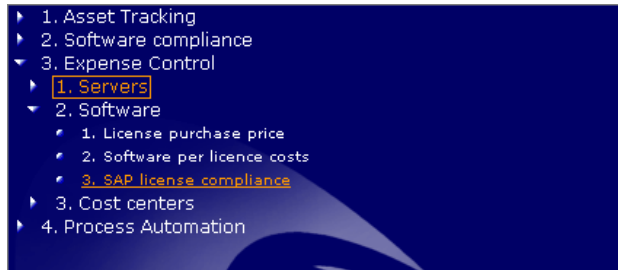 1. Asset Tracking
2. Software compliance
3. Expense Control
1. Servers
2. Software
1. License purchase price
2. Software per licence costs
3. SAP license compliance
3. Cost centers
4. Process Automation